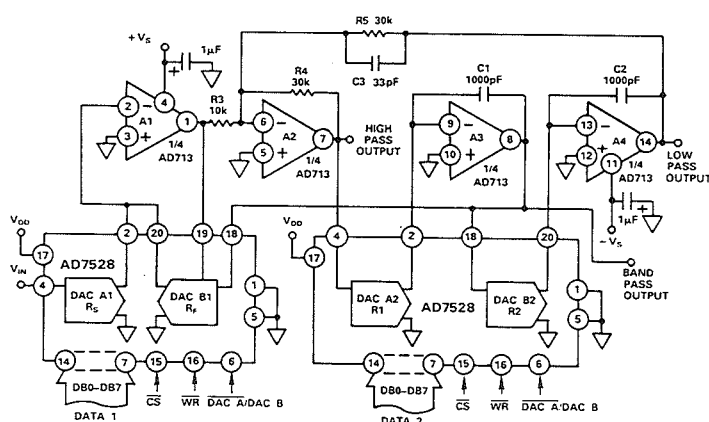 R5 30k
C3 33pF
+VS
1µF
R4
30k
C1
1000pF
C2
1000pF
2
−
4
A1
1
3
+
1/4
AD713
R3
10k
6
−
A2
7
5
+
1/4
AD713
HIGH
PASS
OUTPUT
9
−
A3
8
10
+
1/4
AD713
13
−
A4
14
12
+
11
1/4
AD713
LOW
PASS
OUTPUT
1µF
+
−VS
VDD
17
2
20
19
18
VIN
4
AD7528
DAC A1
RS
DAC B1
RF
1
5
14
7
15
16
6
DB0–DB7
DATA 1
CS
WR
DAC A/DAC B
VDD
17
4
2
18
20
BAND
PASS
OUTPUT
DAC A2
R1
AD7528
DAC B2
R2
1
5
14
7
15
16
6
DB0–DB7
DATA 2
CS
WR
DAC A/DAC B